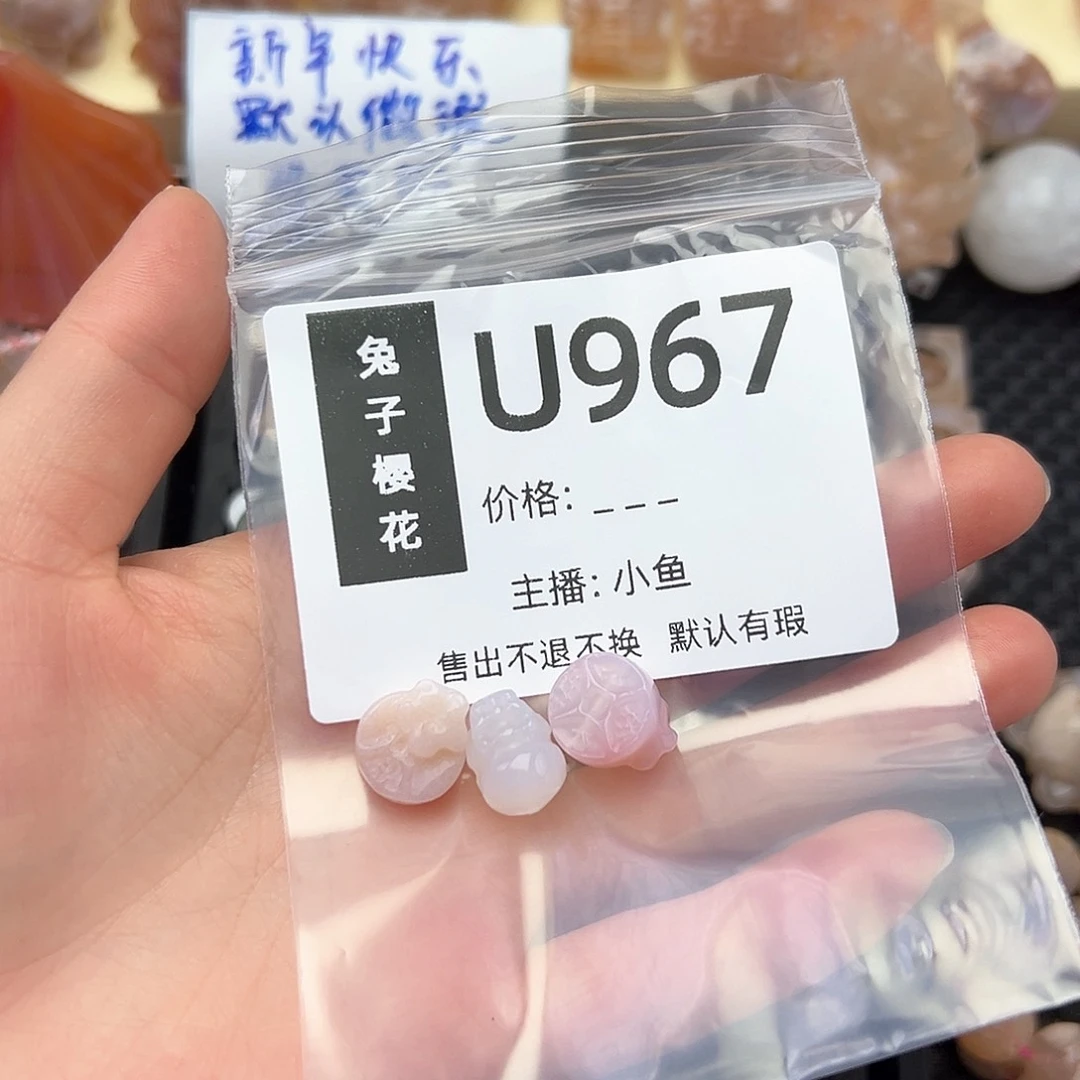 新年快乐
默认微瑕
兔子樱花
U967
价格: _ _ _
主播: 小鱼
售出不退不换 默认有瑕